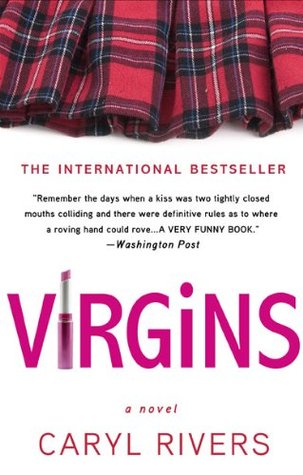 THE INTERNATIONAL BESTSELLER
"Remember the days when a kiss was two tightly closed
mouths colliding and there were definitive rules as to where
a roving hand could rove...A VERY FUNNY BOOK."
—Washington Post
ViRGiNS
a novel
CARYL RIVERS